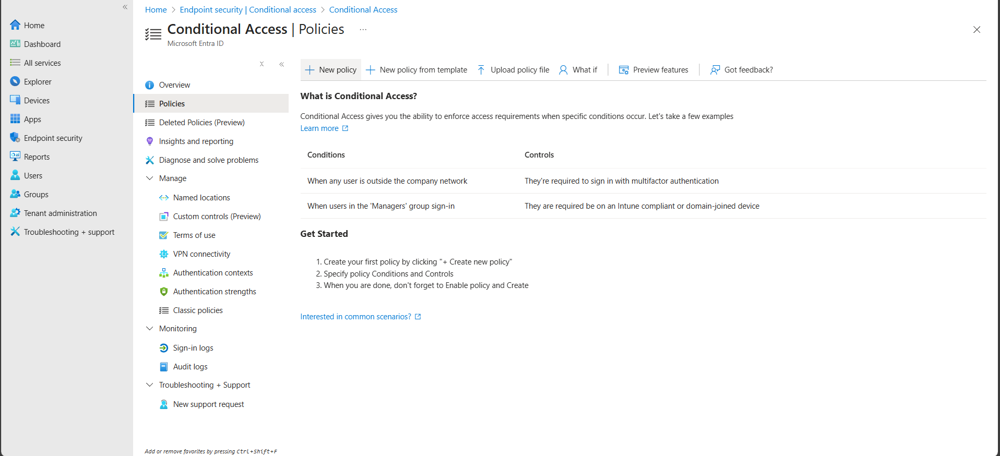 Home
Dashboard
All services
Explorer
Devices
Apps
Endpoint security
Reports
Users
Groups
Tenant administration
Troubleshooting + support
Home > Endpoint security | Conditional access > Conditional Access
Conditional Access | Policies ...
Microsoft Entra ID
Overview
Policies
Deleted Policies (Preview)
Insights and reporting
Diagnose and solve problems
Manage
Named locations
Custom controls (Preview)
Terms of use
VPN connectivity
Authentication contexts
Authentication strengths
Classic policies
Monitoring
Sign-in logs
Audit logs
Troubleshooting + Support
New support request
Add or remove favorites by pressing Ctrl+Shift+F
New policy New policy from template Upload policy file What if Preview features Got feedback?
What is Conditional Access?
Conditional Access gives you the ability to enforce access requirements when specific conditions occur. Let's take a few examples
Learn more
Conditions Controls
When any user is outside the company network They're required to sign in with multifactor authentication
When users in the 'Managers' group sign-in They are required be on an Intune compliant or domain-joined device
Get Started
1. Create your first policy by clicking "+ Create new policy"
2. Specify policy Conditions and Controls
3. When you are done, don't forget to Enable policy and Create
Interested in common scenarios?